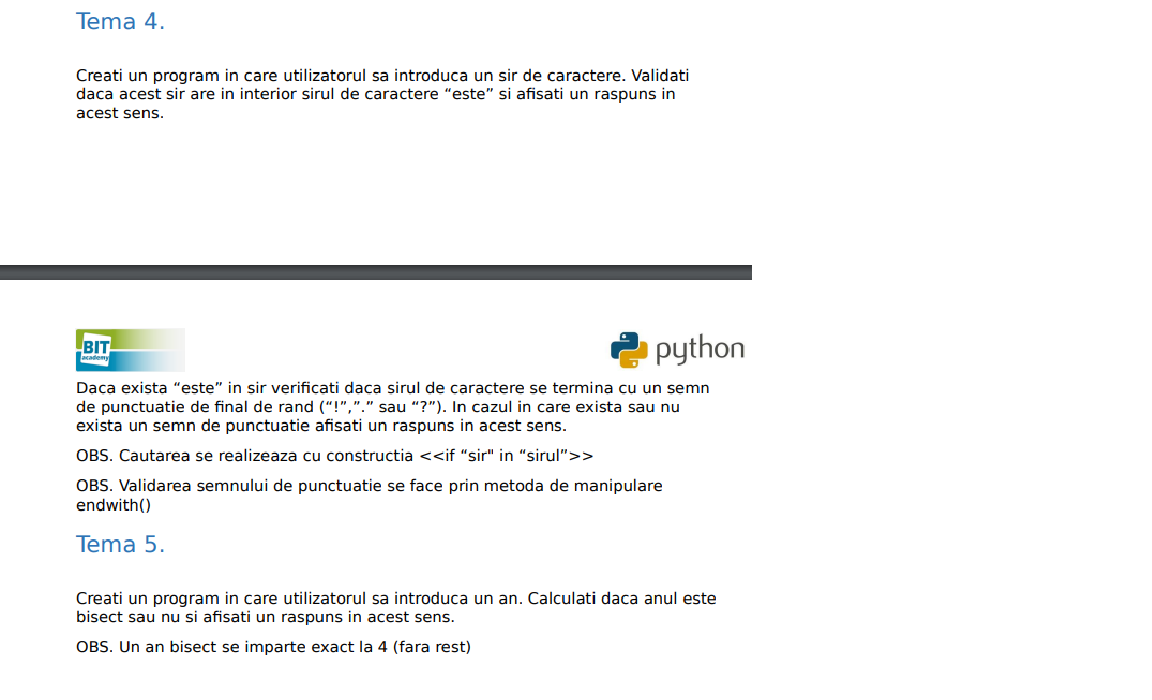 Tema 4.
Creati un program in care utilizatorul sa introduca un sir de caractere. Validati
daca acest sir are in interior sirul de caractere “este” si afisati un raspuns in
acest sens.
BIT
academy
python
Daca exista “este” in sir verificati daca sirul de caractere se termina cu un semn
de punctuatie de final de rand (“!”,”.” sau “?”). In cazul in care exista sau nu
exista un semn de punctuatie afisati un raspuns in acest sens.
OBS. Cautarea se realizeaza cu constructia <<if “sir" in “sirul”>>
OBS. Validarea semnului de punctuatie se face prin metoda de manipulare
endwith()
Tema 5.
Creati un program in care utilizatorul sa introduca un an. Calculati daca anul este
bisect sau nu si afisati un raspuns in acest sens.
OBS. Un an bisect se imparte exact la 4 (fara rest)